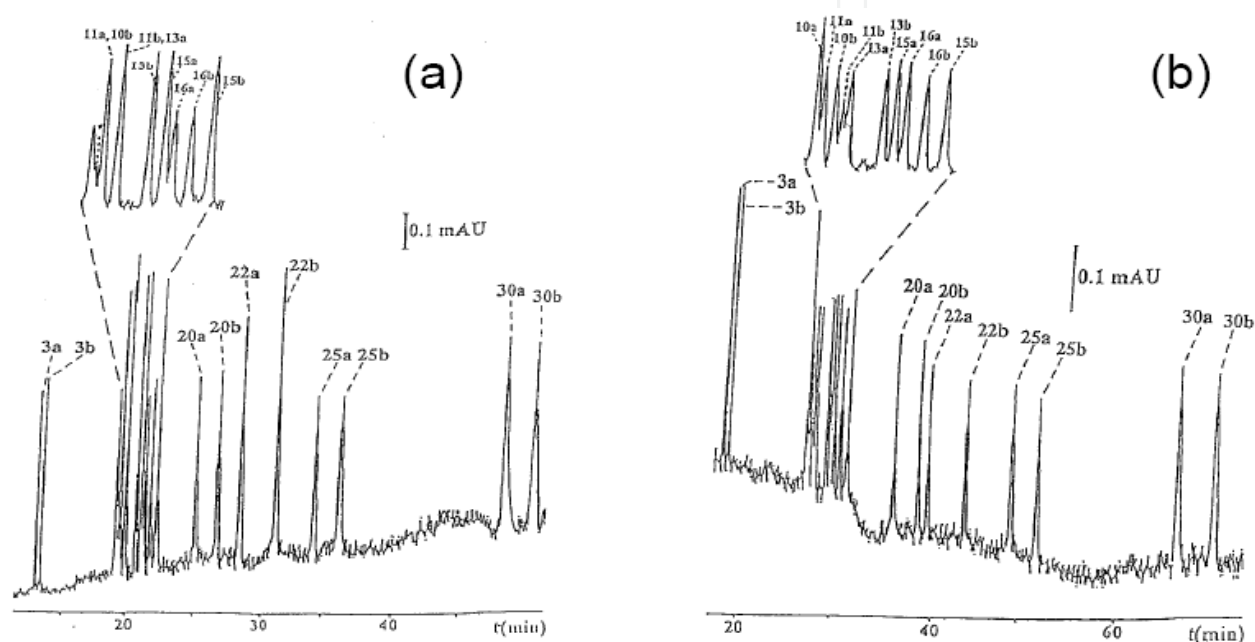 11a,10b 11b,13a
13b 15a
16a 16b 15b
(a)
0.1 mAU
3a 3b
20a 20b
22a 22b
25a 25b
30a 30b
20 30 40 t(min)
10a 11a 10b 11b 13a 13b 15a 16a 16b 15b
(b)
3a
3b
0.1 mAU
20a 20b
22a 22b
25a 25b
30a 30b
20 40 60 t(min)